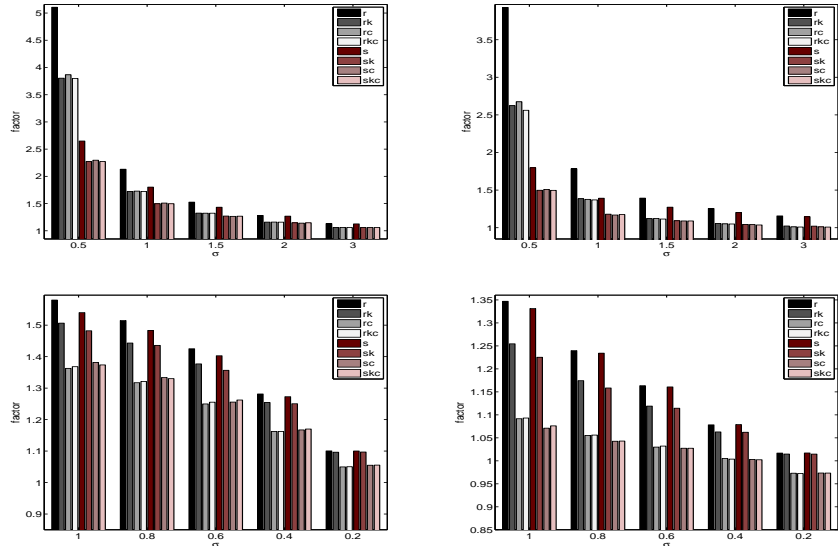 5
4.5
4
3.5
3
2.5
2
1.5
1
factor
0.5 1 1.5 2 3
σ
r
rk
rc
rkc
s
sk
sc
skc
3.5
3
2.5
2
1.5
1
factor
0.5 1 1.5 2 3
σ
r
rk
rc
rkc
s
sk
sc
skc
1.5
1.4
1.3
1.2
1.1
1
0.9
factor
1 0.8 0.6 0.4 0.2
σ
r
rk
rc
rkc
s
sk
sc
skc
1.35
1.3
1.25
1.2
1.15
1.1
1.05
1
0.95
0.9
0.85
factor
1 0.8 0.6 0.4 0.2
σ
r
rk
rc
rkc
s
sk
sc
skc